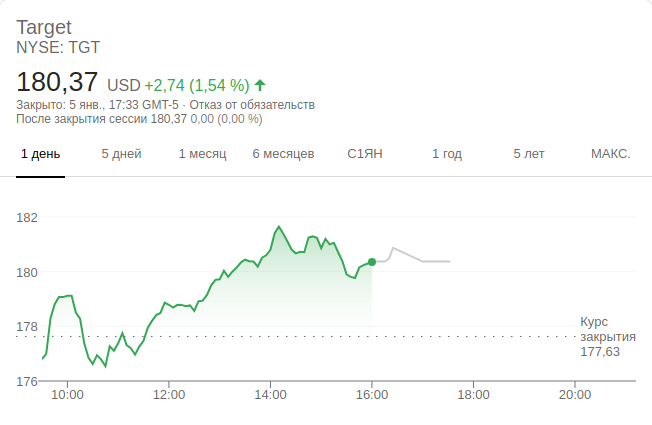 Target
NYSE: TGT
180,37 USD +2,74 (1,54 %)
Закрыто: 5 янв., 17:33 GMT-5 · Отказ от обязательств
После закрытия сессии 180,37 0,00 (0,00 %)
1 день 5 дней 1 месяц 6 месяцев С1ЯН 1 год 5 лет МАКС.
182
180
178
Курс
закрытия
177,63
176
10:00 12:00 14:00 16:00 18:00 20:00